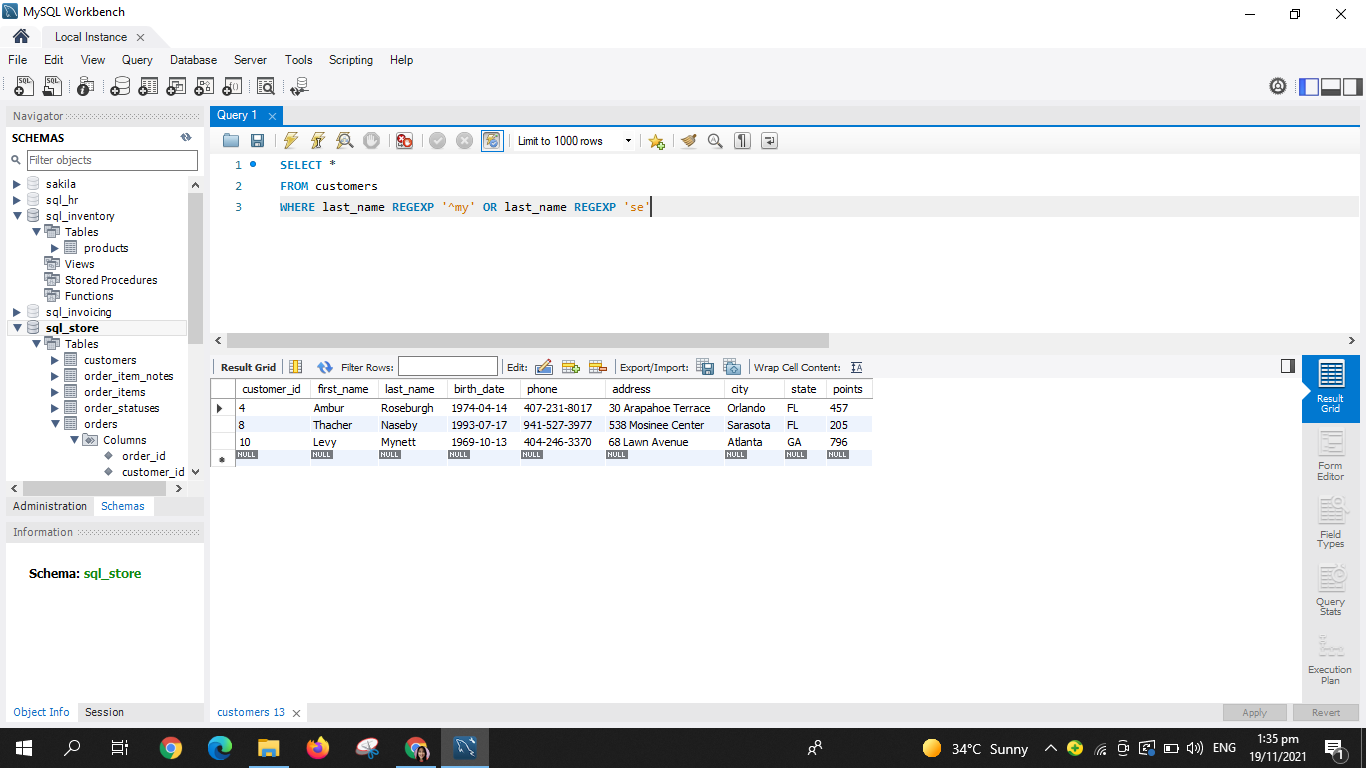 MySQL Workbench
Local Instance
File Edit View Query Database Server Tools Scripting Help
Navigator
SCHEMAS
Filter objects
sakila
sql_hr
sql_inventory
Tables
products
Views
Stored Procedures
Functions
sql_invoicing
sql_store
Tables
customers
order_item_notes
order_items
order_statuses
orders
Columns
order_id
customer_id
Administration Schemas
Information
Schema: sql_store
Object Info Session
Query 1
Limit to 1000 rows
1 SELECT *
2 FROM customers
3 WHERE last_name REGEXP '^my' OR last_name REGEXP 'se'
Result Grid Filter Rows: Edit: Export/Import: Wrap Cell Content:
customer_id first_name last_name birth_date phone address city state points
4 Ambur Roseburgh 1974-04-14 407-231-8017 30 Arapahoe Terrace Orlando FL 457
8 Thacher Naseby 1993-07-17 941-527-3977 538 Mosinee Center Sarasota FL 205
10 Levy Mynett 1969-10-13 404-246-3370 68 Lawn Avenue Atlanta GA 796
NULL NULL NULL NULL NULL NULL NULL NULL NULL
Result
Grid
Form
Editor
Field
Types
Query
Stats
Execution
Plan
customers 13
Apply Revert
34°C Sunny
ENG
1:35 pm
19/11/2021
1